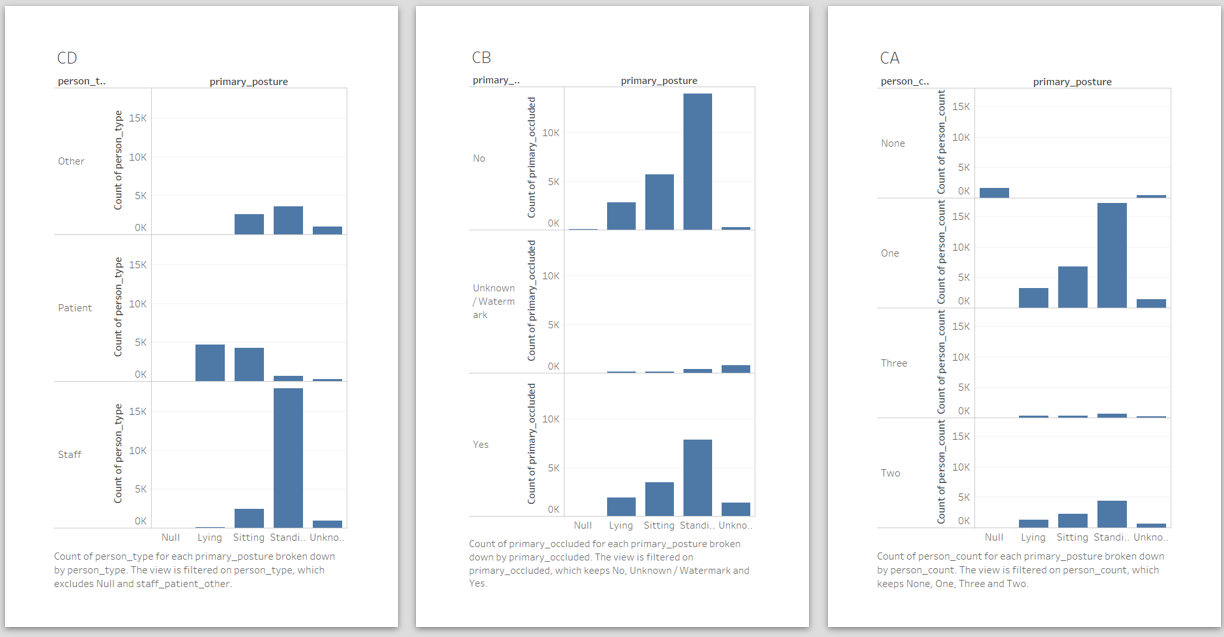 CD
person_t..
primary_posture
Count of person_type
15K
10K
5K
0K
Other
Count of person_type
15K
10K
5K
0K
Patient
Count of person_type
15K
10K
5K
0K
Staff
Null Lying Sitting Standi.. Unkno..
Count of person_type for each primary_posture broken down
by person_type. The view is filtered on person_type, which
excludes Null and staff_patient_other.
CB
primary_..
primary_posture
Count of primary_occluded
10K
5K
0K
No
Count of primary_occluded
10K
5K
0K
Unknown
/ Waterm
ark
Count of primary_occluded
10K
5K
0K
Yes
Null Lying Sitting Standi.. Unkno..
Count of primary_occluded for each primary_posture broken
down by primary_occluded. The view is filtered on
primary_occluded, which keeps No, Unknown / Watermark and
Yes.
CA
person_c..
primary_posture
Count of person_count
15K
10K
5K
0K
None
Count of person_count
15K
10K
5K
0K
One
Count of person_count
15K
10K
5K
0K
Three
Count of person_count
15K
10K
5K
0K
Two
Null Lying Sitting Standi.. Unkno..
Count of person_count for each primary_posture broken down
by person_count. The view is filtered on person_count, which
keeps None, One, Three and Two.